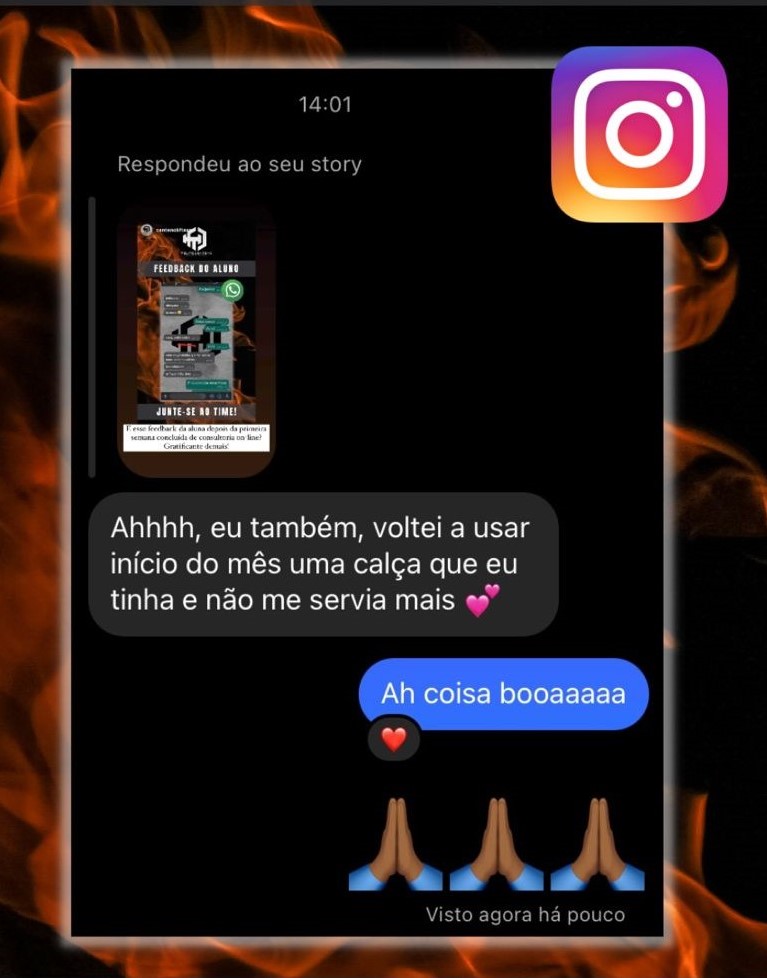 14:01
Respondeu ao seu story
FEEDBACK DO ALUNO
JUNTE-SE AO TIME!
E esse feedback da aluna depois da primeira
semana concluída de consultoria on line?
Gratificante demais!
Ahhhh, eu também, voltei a usar
início do mês uma calça que eu
tinha e não me servia mais 💕
Ah coisa booaaaaa
❤️
🙏🏾🙏🏾🙏🏾
Visto agora há pouco